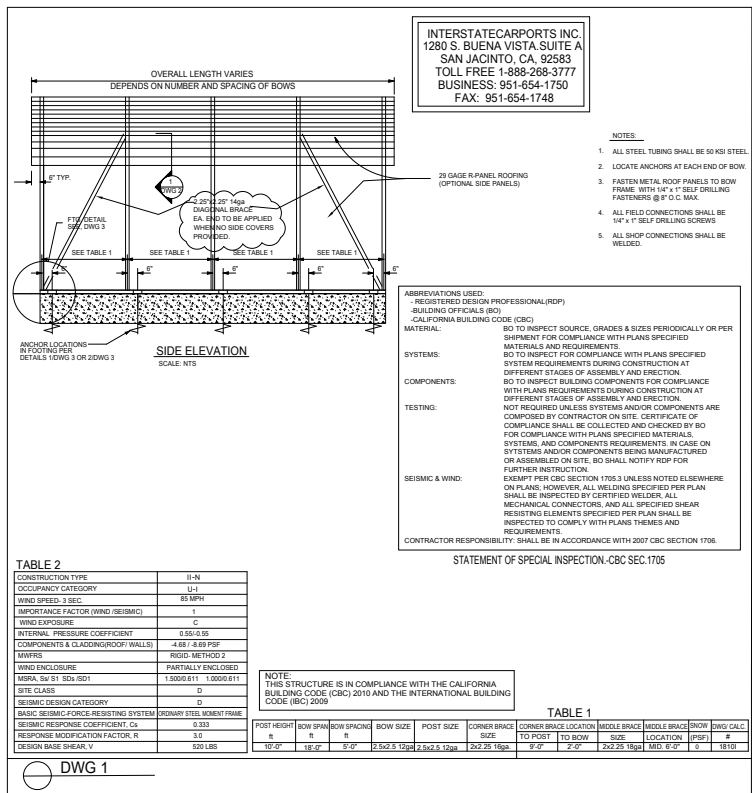 INTERSTATECARPORTS INC.
1280 S. BUENA VISTA.SUITE A
SAN JACINTO, CA, 92583
TOLL FREE 1-888-268-3777
BUSINESS: 951-654-1750
FAX: 951-654-1748
OVERALL LENGTH VARIES
DEPENDS ON NUMBER AND SPACING OF BOWS
6" TYP.
1
DWG 2
2.25"x2.25" 14ga
DIAGONAL BRACE
EA. END TO BE APPLIED
WHEN NO SIDE COVERS
PROVIDED.
29 GAGE R-PANEL ROOFING
(OPTIONAL SIDE PANELS)
FTG. DETAIL
SEE, DWG 3
SEE TABLE 1
SEE TABLE 1
SEE TABLE 1
SEE TABLE 1
6"
6"
6"
6"
6"
ANCHOR LOCATIONS
IN FOOTING PER
DETAILS 1/DWG 3 OR 2/DWG 3
SIDE ELEVATION
SCALE: NTS
NOTES:
1. ALL STEEL TUBING SHALL BE 50 KSI STEEL.
2. LOCATE ANCHORS AT EACH END OF BOW.
3. FASTEN METAL ROOF PANELS TO BOW
FRAME WITH 1/4" x 1" SELF DRILLING
FASTENERS @ 8" O.C. MAX.
4. ALL FIELD CONNECTIONS SHALL BE
1/4" x 1" SELF DRILLING SCREWS
5. ALL SHOP CONNECTIONS SHALL BE
WELDED.
ABBREVIATIONS USED:
- REGISTERED DESIGN PROFESSIONAL(RDP)
-BUILDING OFFICIALS (BO)
-CALIFORNIA BUILDING CODE (CBC)
MATERIAL: BO TO INSPECT SOURCE, GRADES & SIZES PERIODICALLY OR PER
SHIPMENT FOR COMPLIANCE WITH PLANS SPECIFIED
MATERIALS AND REQUIREMENTS.
SYSTEMS: BO TO INSPECT FOR COMPLIANCE WITH PLANS SPECIFIED
SYSTEM REQUIREMENTS DURING CONSTRUCTION AT
DIFFERENT STAGES OF ASSEMBLY AND ERECTION.
COMPONENTS: BO TO INSPECT BUILDING COMPONENTS FOR COMPLIANCE
WITH PLANS REQUIREMENTS DURING CONSTRUCTION AT
DIFFERENT STAGES OF ASSEMBLY AND ERECTION.
TESTING: NOT REQUIRED UNLESS SYSTEMS AND/OR COMPONENTS ARE
COMPOSED BY CONTRACTOR ON SITE. CERTIFICATE OF
COMPLIANCE SHALL BE COLLECTED AND CHECKED BY BO
FOR COMPLIANCE WITH PLANS SPECIFIED MATERIALS,
SYSTEMS, AND COMPONENTS REQUIREMENTS. IN CASE ON
SYTSTEMS AND/OR COMPONENTS BEING MANUFACTURED
OR ASSEMBLED ON SITE, BO SHALL NOTIFY RDP FOR
FURTHER INSTRUCTION.
SEISMIC & WIND: EXEMPT PER CBC SECTION 1705.3 UNLESS NOTED ELSEWHERE
ON PLANS; HOWEVER, ALL WELDING SPECIFIED PER PLAN
SHALL BE INSPECTED BY CERTIFIED WELDER, ALL
MECHANICAL CONNECTORS, AND ALL SPECIFIED SHEAR
RESISTING ELEMENTS SPECIFIED PER PLAN SHALL BE
INSPECTED TO COMPLY WITH PLANS THEMES AND
REQUIREMENTS.
CONTRACTOR RESPONSIBILITY: SHALL BE IN ACCORDANCE WITH 2007 CBC SECTION 1706.
STATEMENT OF SPECIAL INSPECTION.-CBC SEC.1705
TABLE 2
CONSTRUCTION TYPE II-N
OCCUPANCY CATEGORY U-I
WIND SPEED- 3 SEC. 85 MPH
IMPORTANCE FACTOR (WIND /SEISMIC) 1
WIND EXPOSURE C
INTERNAL PRESSURE COEFFICIENT 0.55/-0.55
COMPONENTS & CLADDING(ROOF/ WALLS) -4.68 / -8.69 PSF
MWFRS RIGID- METHOD 2
WIND ENCLOSURE PARTIALLY ENCLOSED
MSRA, Ss/ S1 SDs /SD1 1.500/0.611 1.000/0.611
SITE CLASS D
SEISMIC DESIGN CATEGORY D
BASIC SEISMIC-FORCE-RESISTING SYSTEM ORDINARY STEEL MOMENT FRAME
SEISMIC RESPONSE COEFFICIENT, Cs 0.333
RESPONSE MODIFICATION FACTOR, R 3.0
DESIGN BASE SHEAR, V 520 LBS
NOTE:
THIS STRUCTURE IS IN COMPLIANCE WITH THE CALIFORNIA
BUILDING CODE (CBC) 2010 AND THE INTERNATIONAL BUILDING
CODE (IBC) 2009
TABLE 1
POST HEIGHT BOW SPAN BOW SPACING BOW SIZE POST SIZE CORNER BRACE CORNER BRACE LOCATION MIDDLE BRACE MIDDLE BRACE SNOW DWG/ CALC.
ft ft ft SIZE TO POST TO BOW SIZE LOCATION (PSF) #
10'-0" 18'-0" 5'-0" 2.5x2.5 12ga 2.5x2.5 12ga 2x2.25 16ga. 9'-0" 2'-0" 2x2.25 18ga MID. 6'-0" 0 1810I
DWG 1